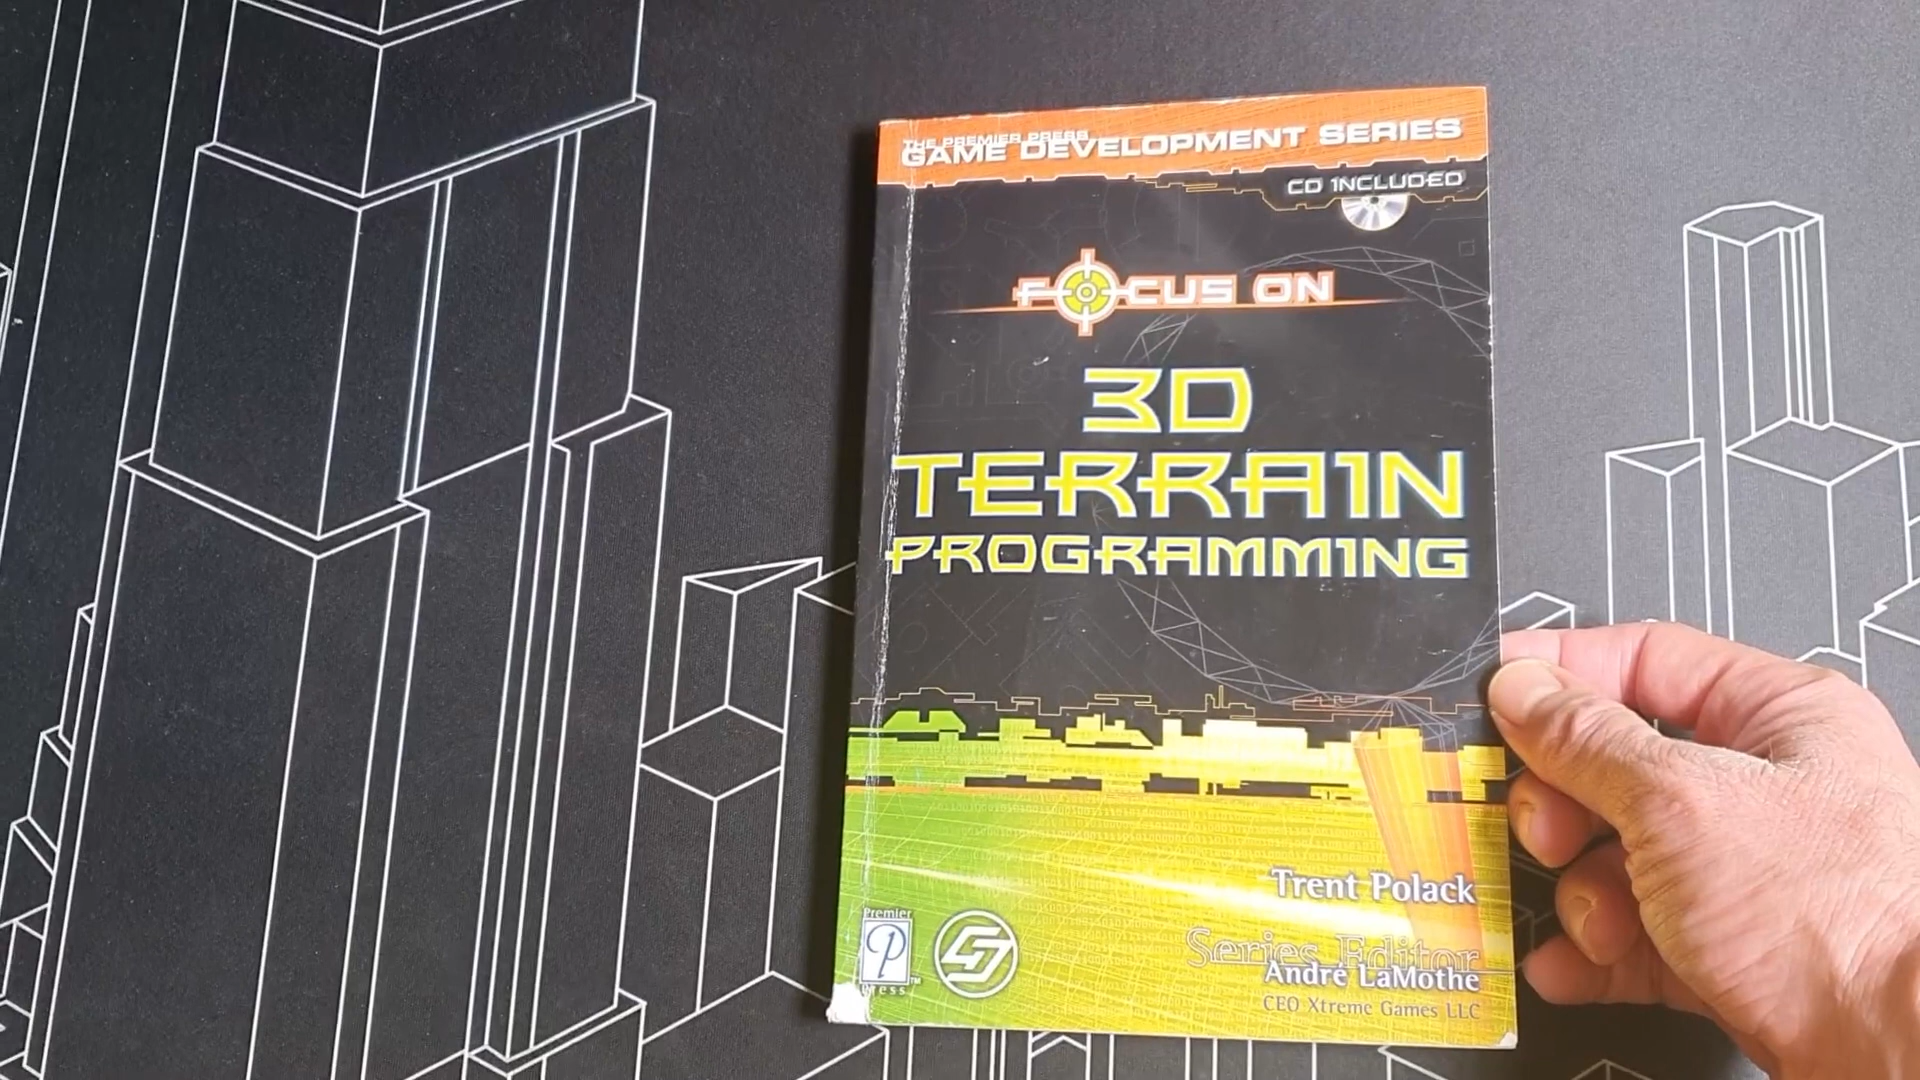 THE PREMIER PRESS
GAME DEVELOPMENT SERIES
CD INCLUDED
FOCUS ON
3D
TERRAIN
PROGRAMMING
Trent Polack
Series Editor
André LaMothe
CEO Xtreme Games LLC
Premier
P
Press™